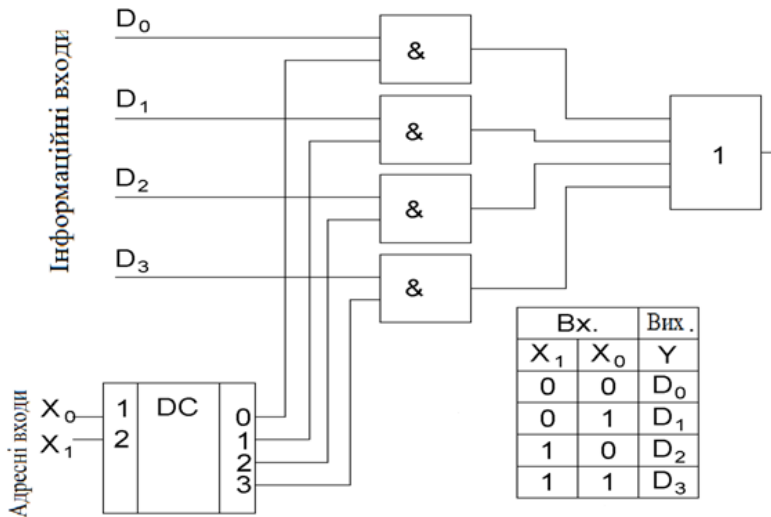 Інформаційні входи
D₀
&
D₁
&
D₂
&
D₃
&
1
Адресні входи
X₀
X₁
1
2
DC
0
1
2
3
Вх. Вих.
X₁ X₀ Y
0 0 D₀
0 1 D₁
1 0 D₂
1 1 D₃